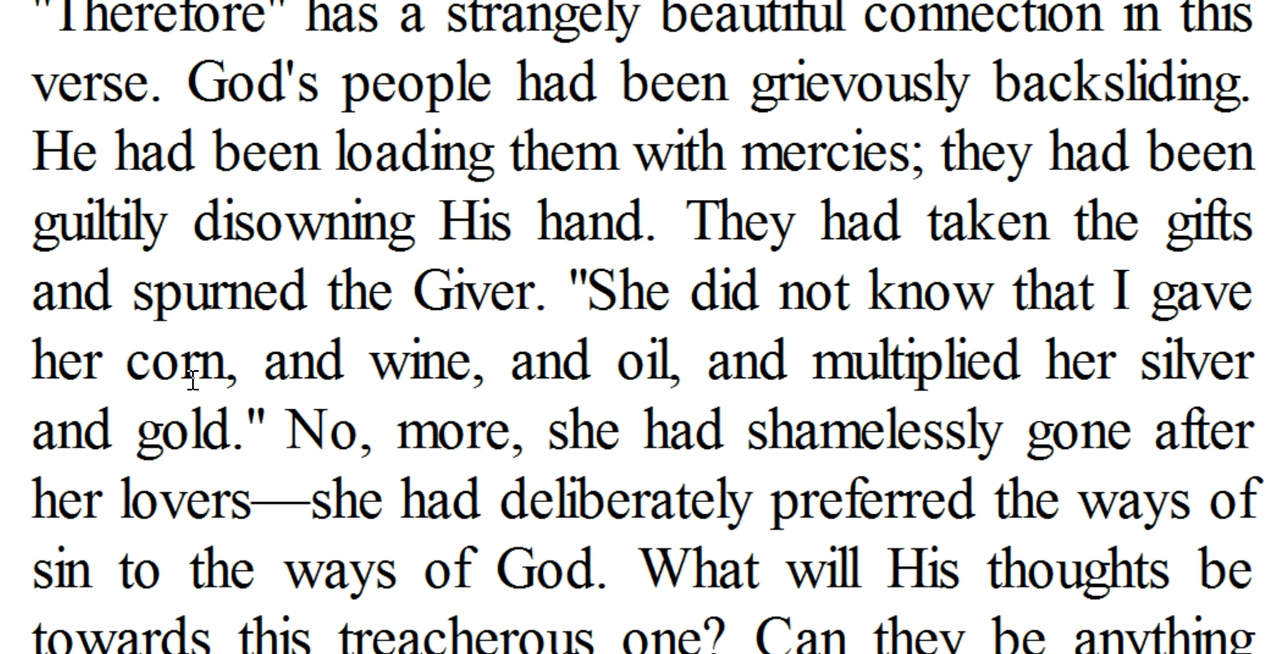 "Therefore" has a strangely beautiful connection in this
verse. God's people had been grievously backsliding.
He had been loading them with mercies; they had been
guiltily disowning His hand. They had taken the gifts
and spurned the Giver. "She did not know that I gave
her corn, and wine, and oil, and multiplied her silver
and gold." No, more, she had shamelessly gone after
her lovers—she had deliberately preferred the ways of
sin to the ways of God. What will His thoughts be
towards this treacherous one? Can they be anything